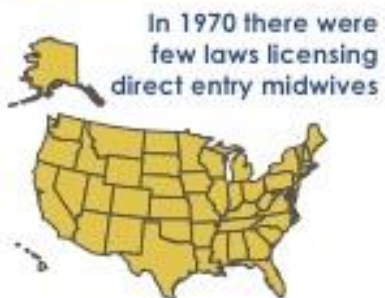 In 1970 there were
few laws licensing
direct entry midwives